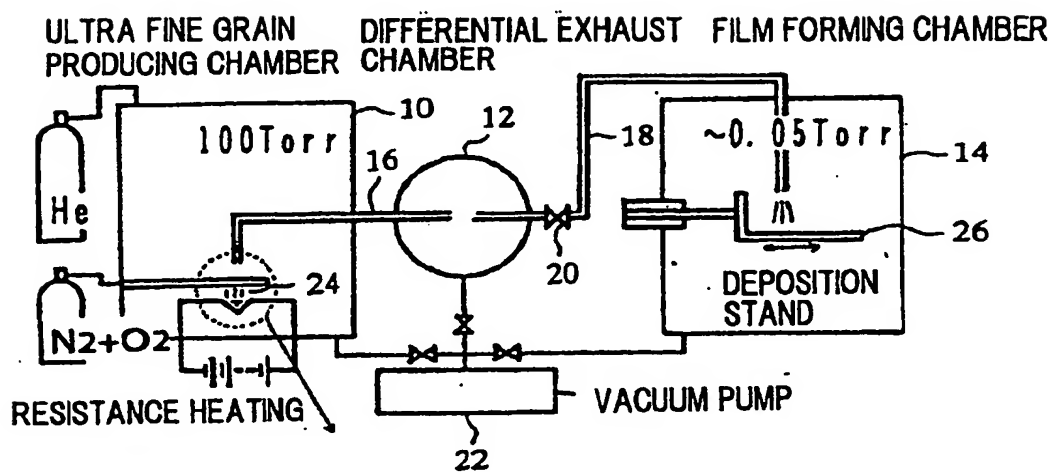 ULTRA FINE GRAIN
PRODUCING CHAMBER
DIFFERENTIAL EXHAUST
CHAMBER
FILM FORMING CHAMBER
10
100Torr
12
16
18
~0.05Torr
14
He
20
26
24
DEPOSITION
STAND
N2+O2
RESISTANCE HEATING
VACUUM PUMP
22